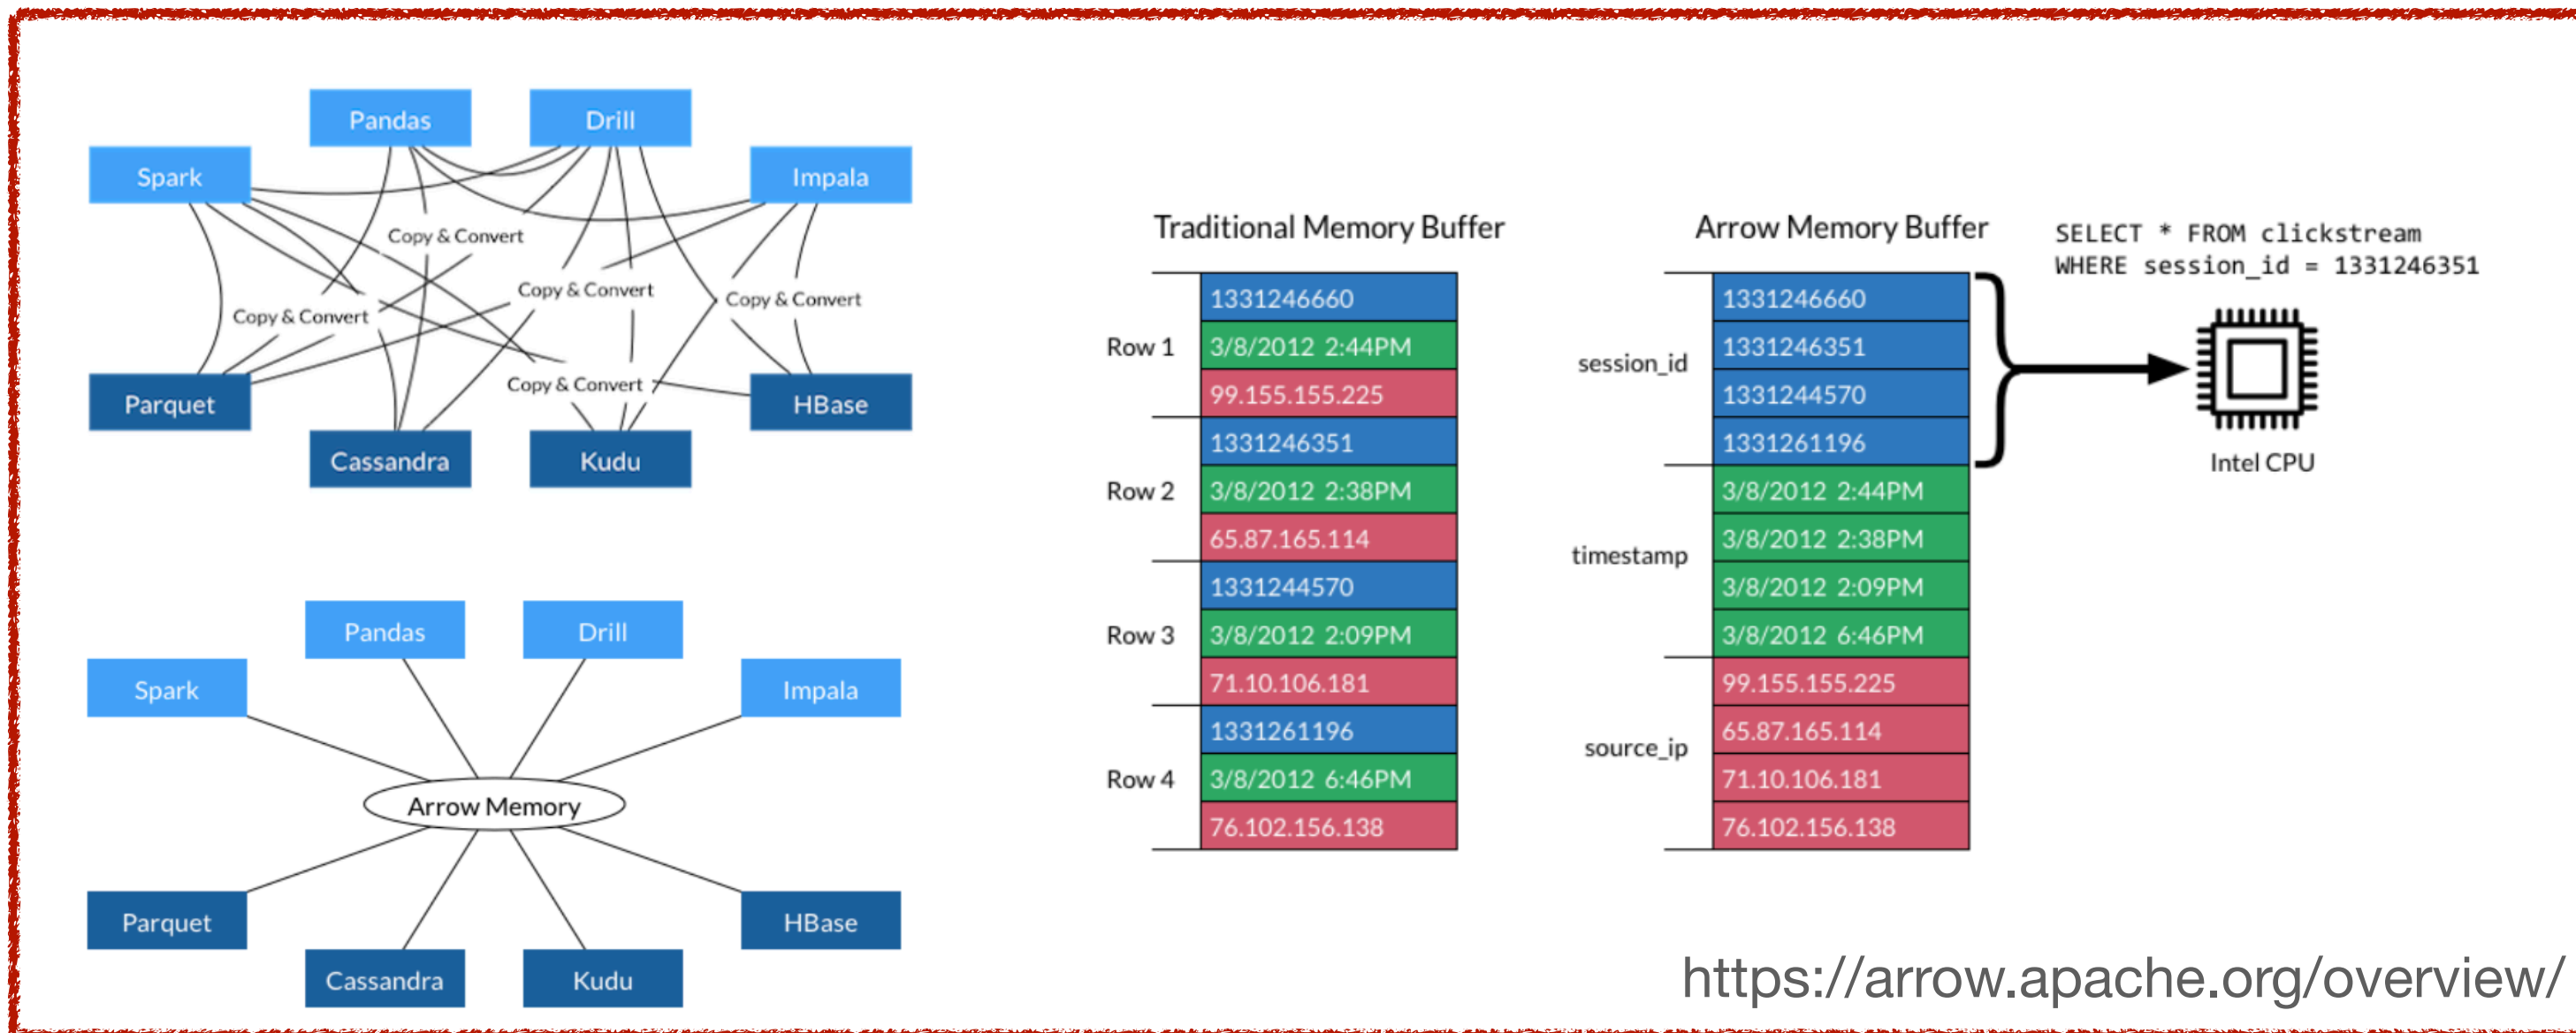 Pandas
Drill
Spark
Impala
Copy & Convert
Copy & Convert
Copy & Convert
Copy & Convert
Copy & Convert
Parquet
HBase
Cassandra
Kudu
Pandas
Drill
Spark
Impala
Arrow Memory
Parquet
HBase
Cassandra
Kudu
Traditional Memory Buffer
Row 1
1331246660
3/8/2012 2:44PM
99.155.155.225
Row 2
1331246351
3/8/2012 2:38PM
65.87.165.114
Row 3
1331244570
3/8/2012 2:09PM
71.10.106.181
Row 4
1331261196
3/8/2012 6:46PM
76.102.156.138
Arrow Memory Buffer
session_id
1331246660
1331246351
1331244570
1331261196
timestamp
3/8/2012 2:44PM
3/8/2012 2:38PM
3/8/2012 2:09PM
3/8/2012 6:46PM
source_ip
99.155.155.225
65.87.165.114
71.10.106.181
76.102.156.138
SELECT * FROM clickstream
WHERE session_id = 1331246351
Intel CPU
https://arrow.apache.org/overview/